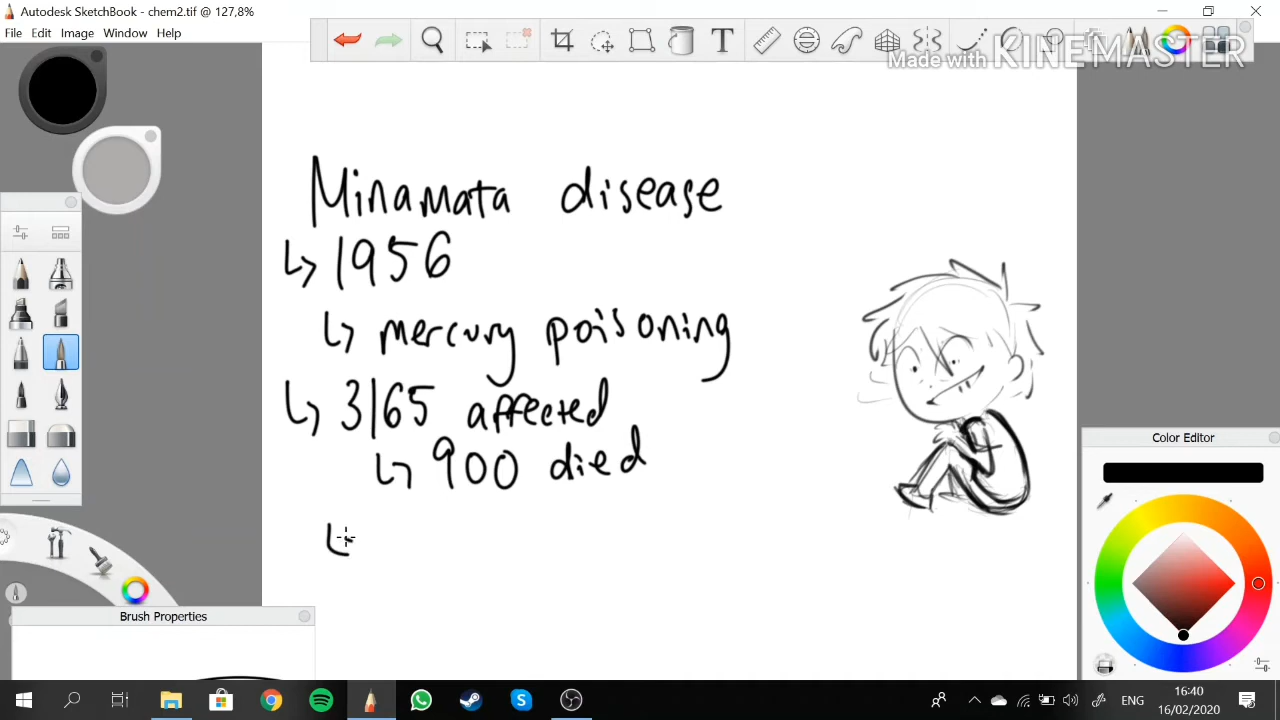 Autodesk SketchBook - chem2.tif @ 127,8%
File Edit Image Window Help
Made with KINEMASTER
Minamata disease
↳ 1956
↳ mercury poisoning
↳ 3165 affected
↳ 900 died
Color Editor
Brush Properties
ENG
16:40
16/02/2020